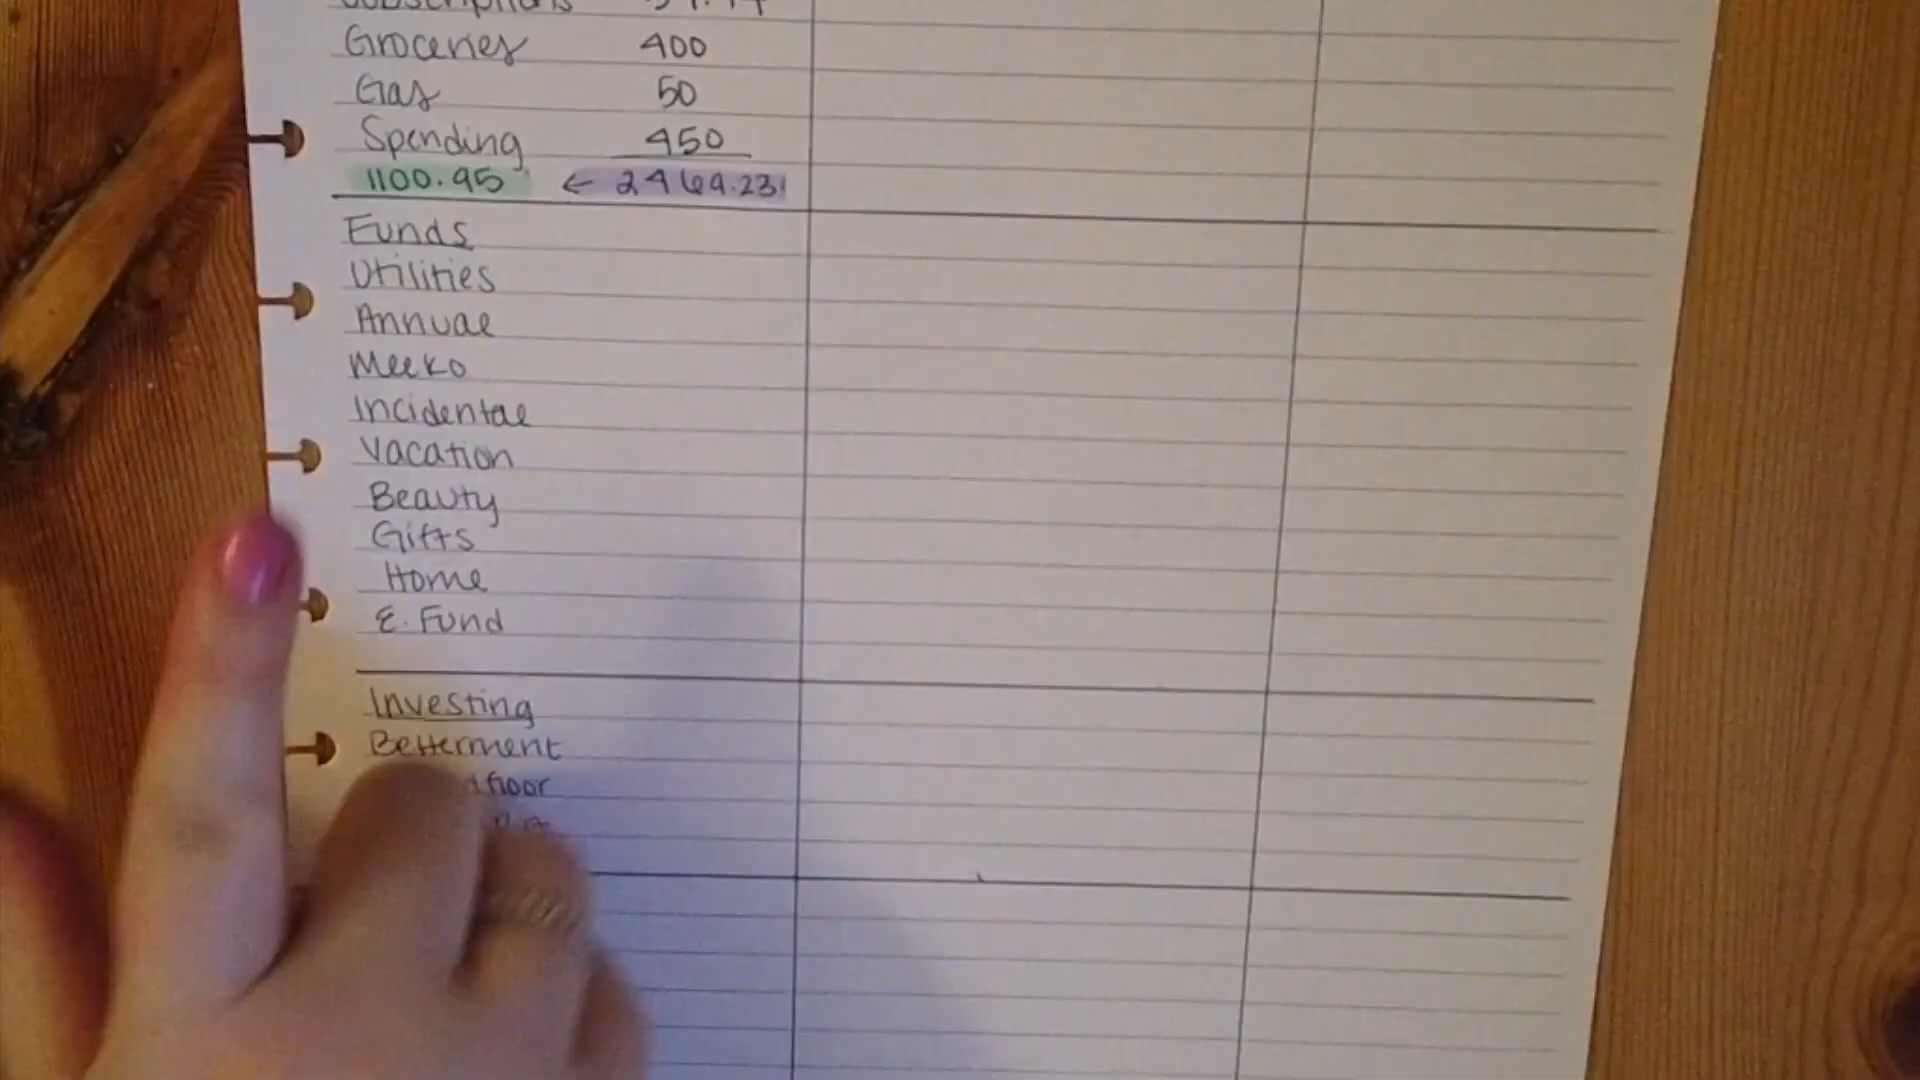 Groceries 400
Gas 50
Spending 450
1100.95 ← 2469.23
Funds
Utilities
Annual
Meeko
Incidental
Vacation
Beauty
Gifts
Home
E. Fund
Investing
Betterment
floor